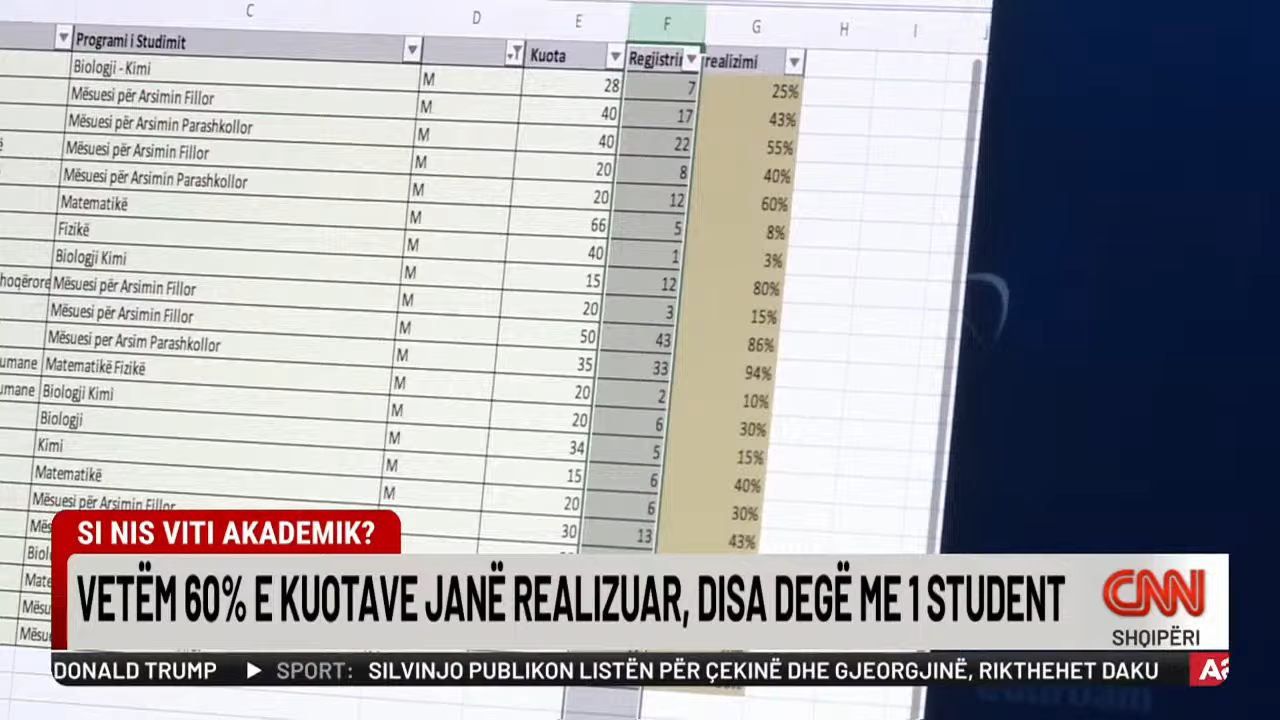 C D E F G H I
Programi i Studimit Kuota Regjistrin realizimi
Biologji - Kimi M 28 7 25%
Mësuesi për Arsimin Fillor M 40 17 43%
Mësuesi për Arsimin Parashkollor M 40 22 55%
Mësuesi për Arsimin Fillor M 20 8 40%
Mësuesi për Arsimin Parashkollor M 20 12 60%
Matematikë M 66 5 8%
Fizikë M 40 1 3%
Biologji Kimi M 15 12 80%
hoqërore Mësuesi për Arsimin Fillor M 20 3 15%
Mësuesi për Arsimin Fillor M 50 43 86%
Mësuesi per Arsim Parashkollor M 35 33 94%
umane Matematikë Fizikë M 20 2 10%
umane Biologji Kimi M 20 6 30%
Biologji M 34 5 15%
Kimi M 15 6 40%
Matematikë M 20 6 30%
Mësuesi për Arsimin Fillor 30 13 43%
SI NIS VITI AKADEMIK?
VETËM 60% E KUOTAVE JANË REALIZUAR, DISA DEGË ME 1 STUDENT
CNN
SHQIPËRI
DONALD TRUMP ▶ SPORT: SILVINJO PUBLIKON LISTËN PËR ÇEKINË DHE GJEORGJINË, RIKTHEHET DAKU